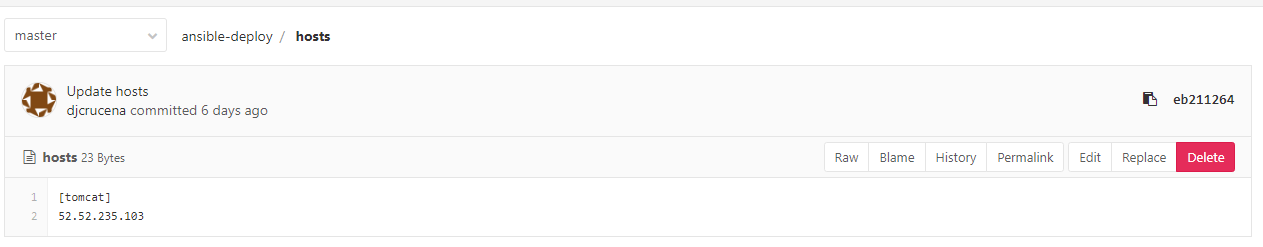 master
ansible-deploy / hosts
Update hosts
djcrucena committed 6 days ago
eb211264
hosts 23 Bytes
Raw Blame History Permalink Edit Replace Delete
1 [tomcat]
2 52.52.235.103